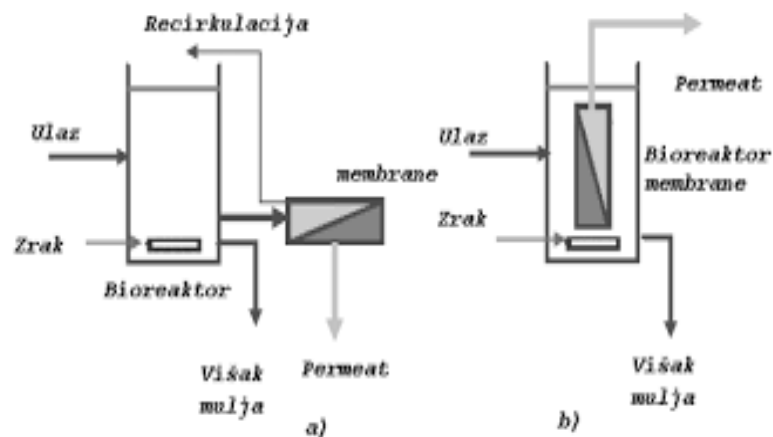 Recirkulacija
Ulaz
membrane
Zrak
Bioreaktor
Višak
mulja
Permeat
a)
Permeat
Ulaz
Bioreaktor
membrane
Zrak
Višak
mulja
b)